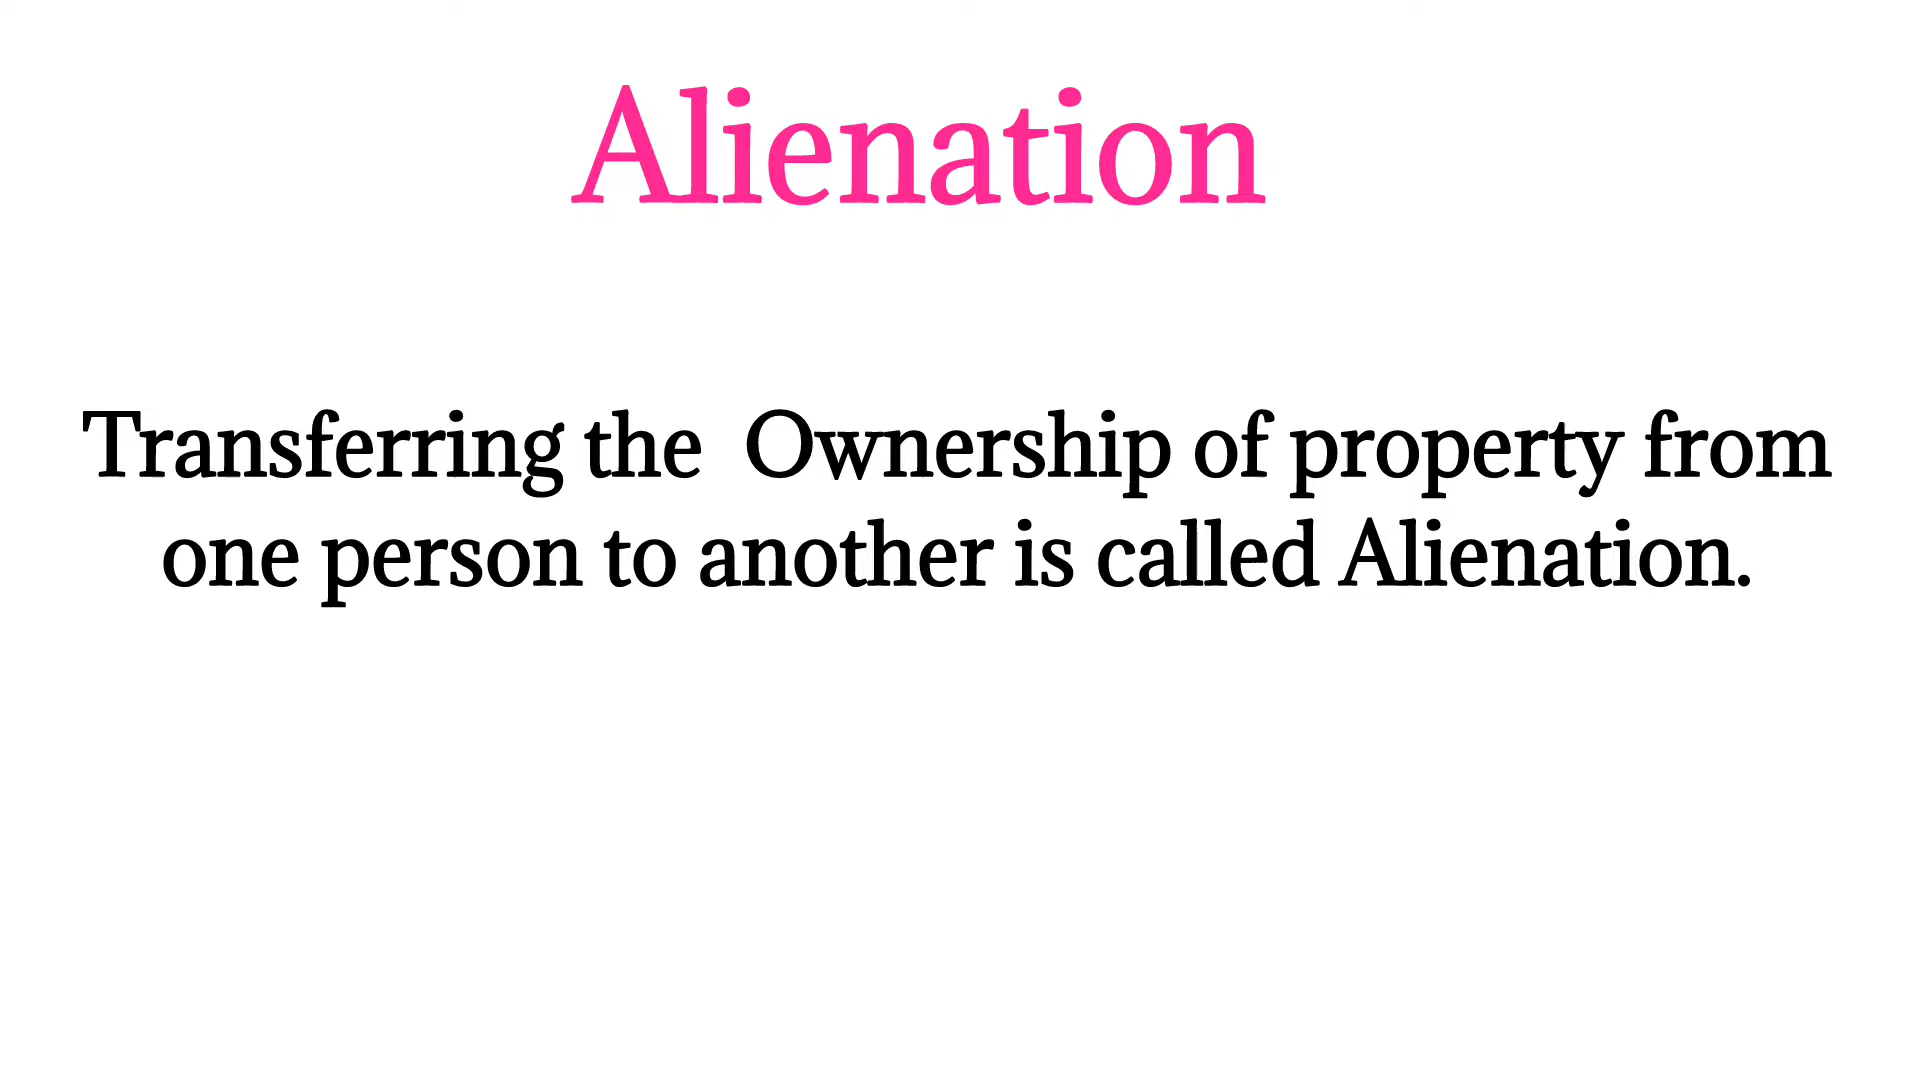 Alienation
Transferring the  Ownership of property from
one person to another is called Alienation.